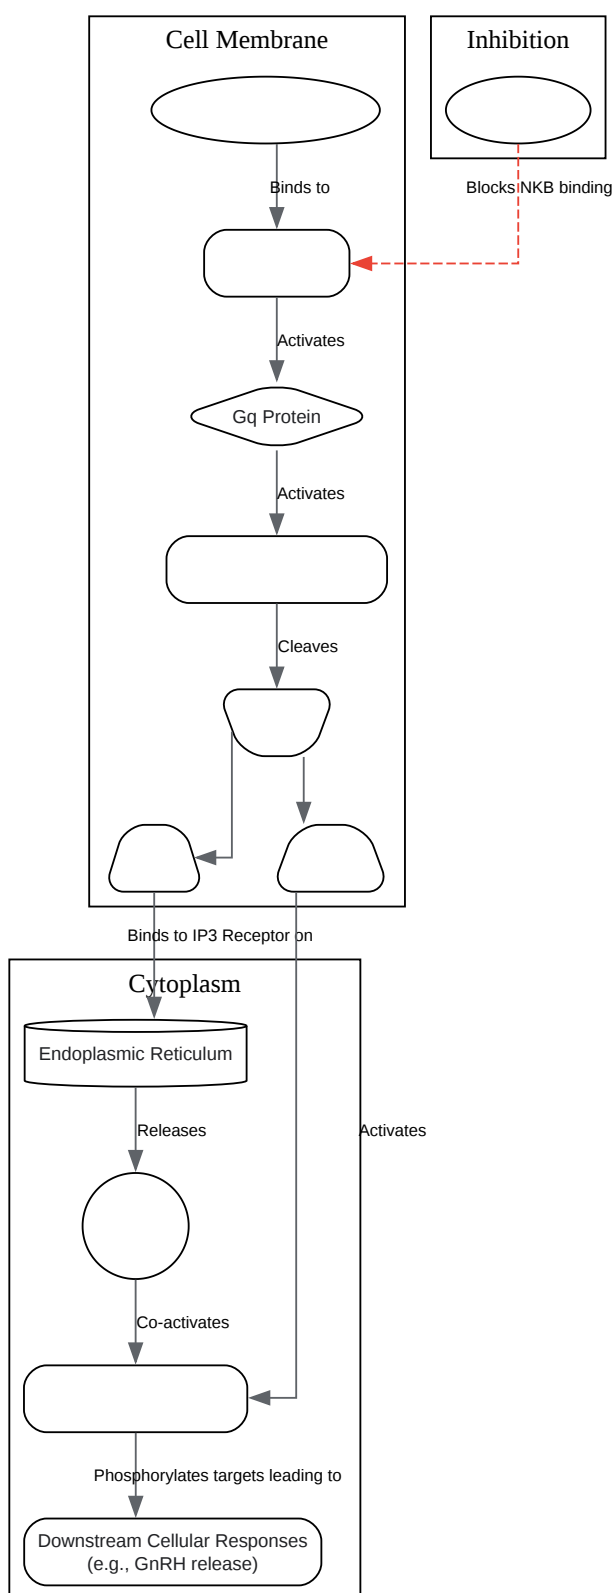 Cell Membrane
Inhibition
Binds to
Blocks NKB binding
Activates
Gq Protein
Activates
Cleaves
Binds to IP3 Receptor on
Cytoplasm
Endoplasmic Reticulum
Releases
Activates
Co-activates
Phosphorylates targets leading to
Downstream Cellular Responses
(e.g., GnRH release)